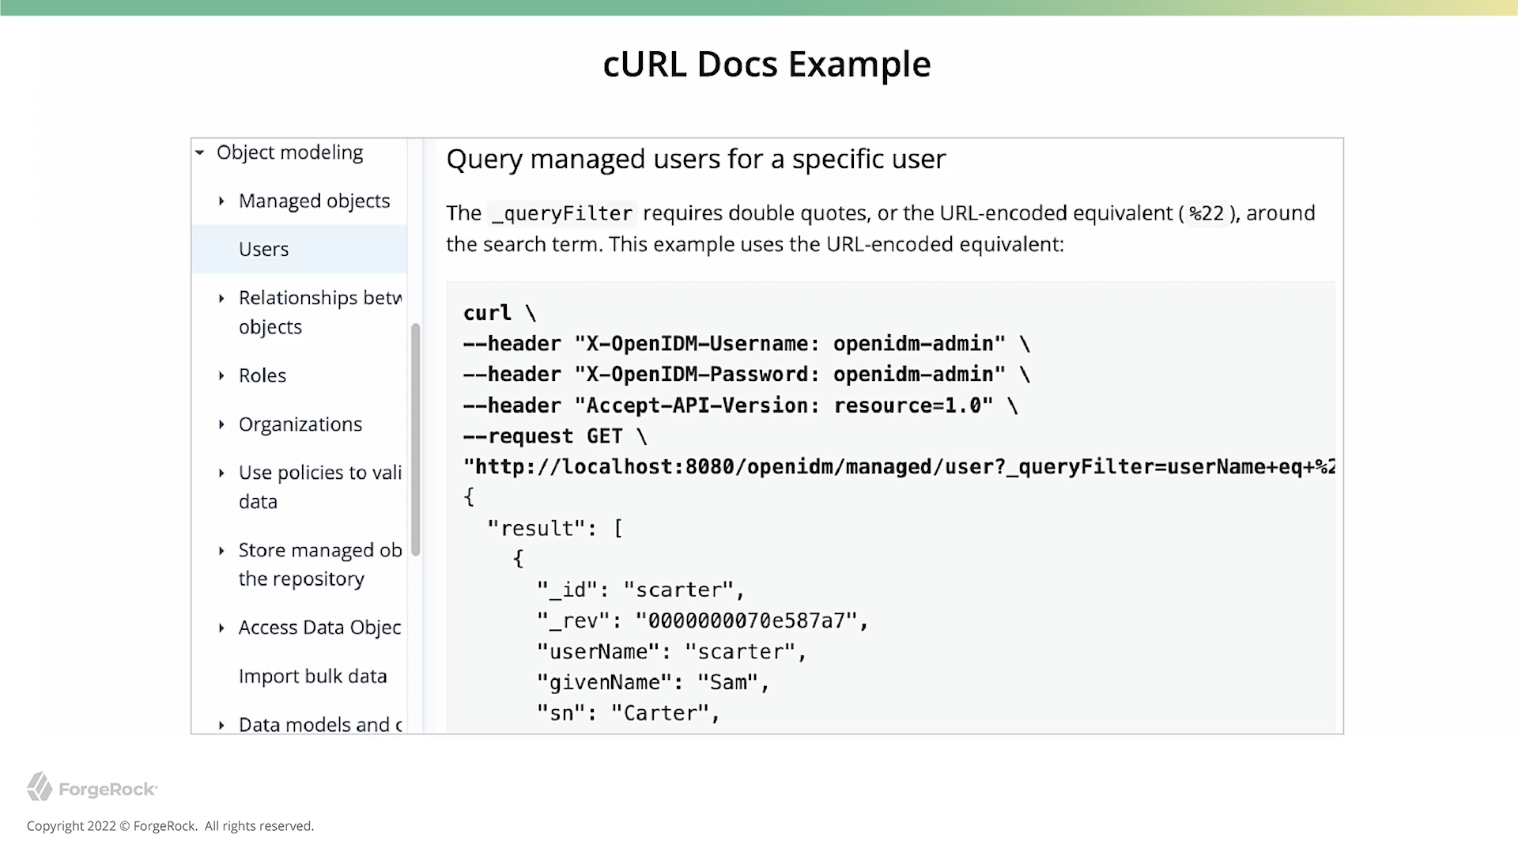 cURL Docs Example
Object modeling
Managed objects
Users
Relationships betw
objects
Roles
Organizations
Use policies to vali
data
Store managed ob
the repository
Access Data Objec
Import bulk data
Data models and c
Query managed users for a specific user
The _queryFilter requires double quotes, or the URL-encoded equivalent ( %22 ), around
the search term. This example uses the URL-encoded equivalent:
curl \
--header "X-OpenIDM-Username: openidm-admin" \
--header "X-OpenIDM-Password: openidm-admin" \
--header "Accept-API-Version: resource=1.0" \
--request GET \
"http://localhost:8080/openidm/managed/user?_queryFilter=userName+eq+%2
{
"result": [
{
"_id": "scarter",
"_rev": "0000000070e587a7",
"userName": "scarter",
"givenName": "Sam",
"sn": "Carter",
ForgeRock
Copyright 2022 © ForgeRock. All rights reserved.